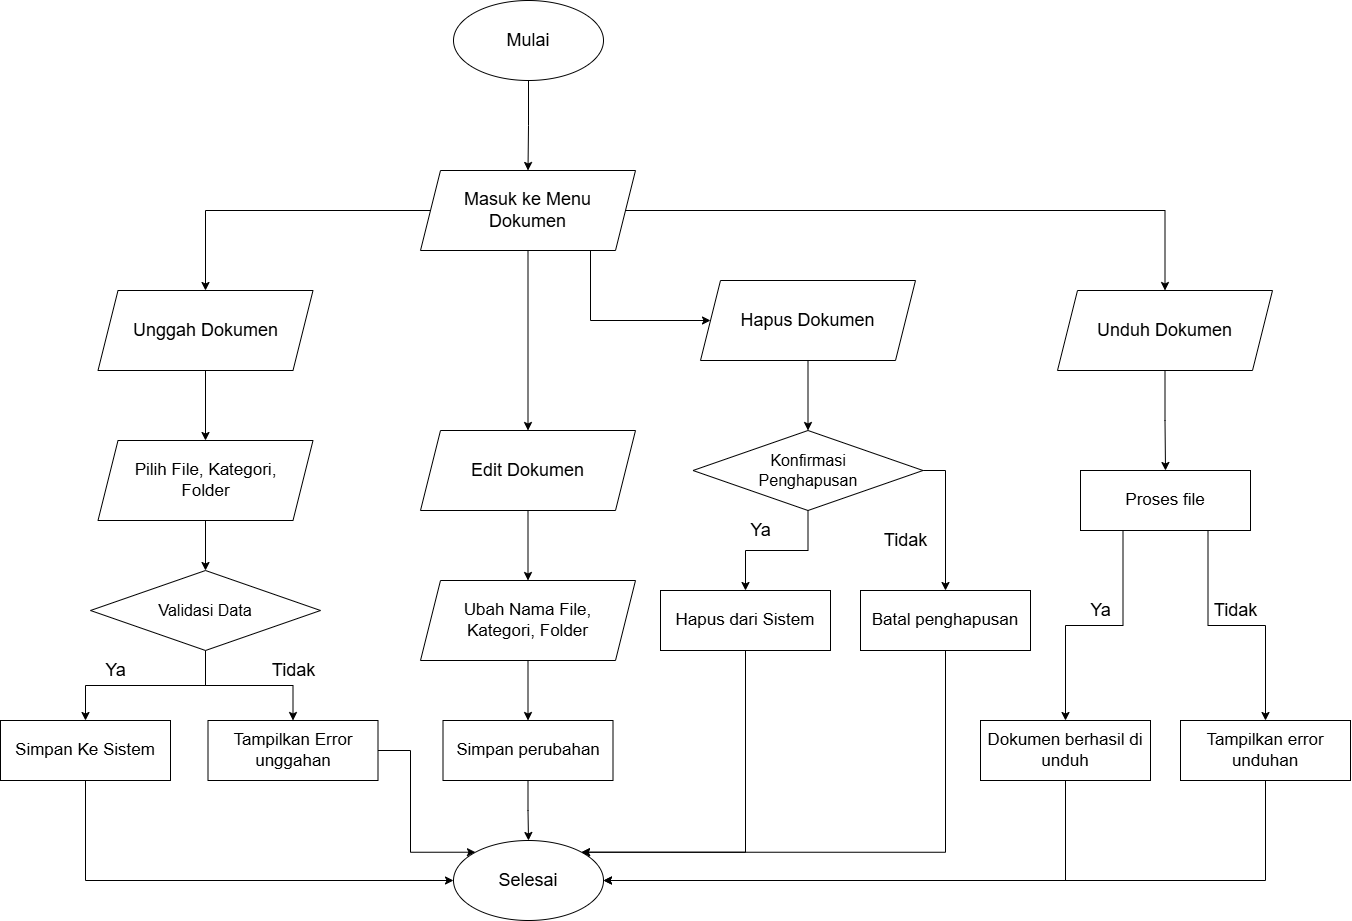 Mulai
Masuk ke Menu
Dokumen
Unggah Dokumen
Hapus Dokumen
Unduh Dokumen
Pilih File, Kategori,
Folder
Edit Dokumen
Konfirmasi
Penghapusan
Proses file
Ya
Tidak
Validasi Data
Ubah Nama File,
Kategori, Folder
Hapus dari Sistem
Batal penghapusan
Ya
Tidak
Ya
Tidak
Simpan Ke Sistem
Tampilkan Error
unggahan
Simpan perubahan
Dokumen berhasil di
unduh
Tampilkan error
unduhan
Selesai